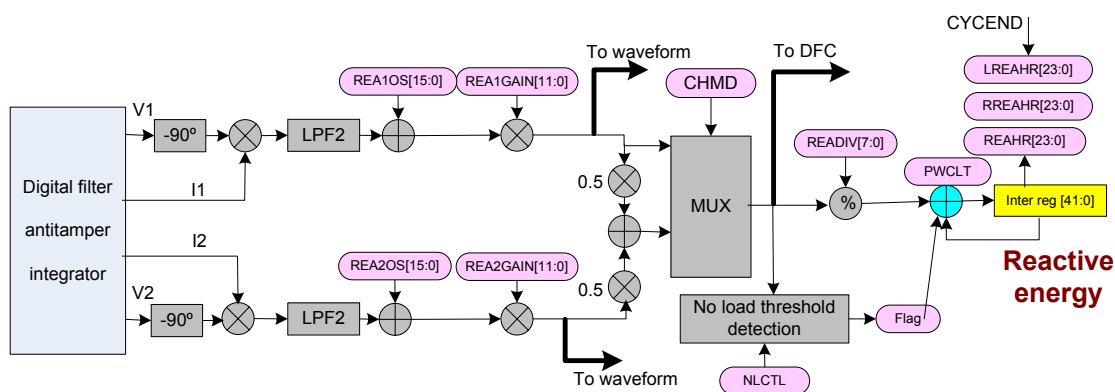 CYCEND
To waveform
To DFC
LREAHR[23:0]
REA1OS[15:0]
REA1GAIN[11:0]
CHMD
RREAHR[23:0]
V1
-90º
LPF2
READIV[7:0]
REAHR[23:0]
PWCLT
I1
0.5
Digital filter
antitamper
integrator
MUX
%
Inter reg [41:0]
I2
REA2OS[15:0]
REA2GAIN[11:0]
0.5
Reactive
energy
V2
-90º
LPF2
No load threshold
detection
Flag
To waveform
NLCTL